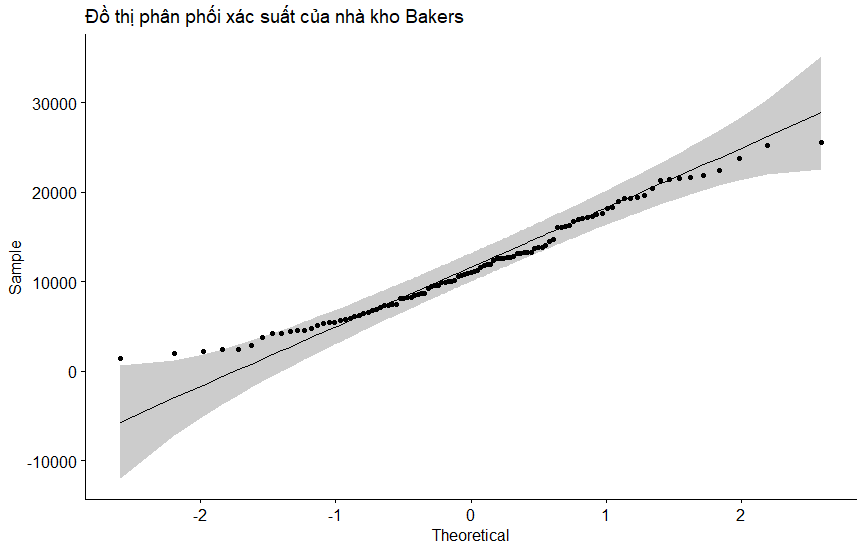 Đồ thị phân phối xác suất của nhà kho Bakers
30000
20000
10000
0
-10000
Sample
-2 -1 0 1 2
Theoretical